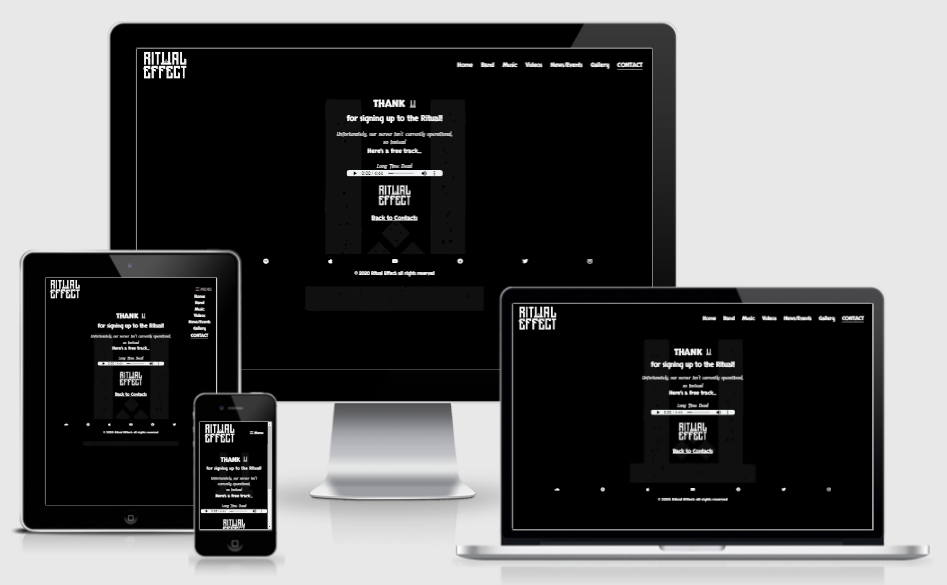 RITUAL
EFFECT
Home Band Music Videos News/Events Gallery CONTACT
THANK U
for signing up to the Ritual!
Unfortunately, our server isn't currently operational,
so instead
Here's a free track...
Long Time Dead
0:00 / 4:44
RITUAL
EFFECT
Back to Contacts
© 2020 Ritual Effect all rights reserved
RITUAL
EFFECT
MENU
Home
Band
Music
Videos
News/Events
Gallery
CONTACT
THANK U
for signing up to the Ritual!
Unfortunately, our server isn't currently operational,
so instead
Here's a free track...
Long Time Dead
RITUAL
EFFECT
Back to Contacts
© 2020 Ritual Effect all rights reserved
RITUAL
EFFECT
Menu
THANK U
for signing up to the Ritual!
Unfortunately, our server isn't
currently operational,
so instead
Here's a free track...
Long Time Dead
RITUAL
EFFECT
Home Band Music Videos News/Events Gallery CONTACT
THANK U
for signing up to the Ritual!
Unfortunately, our server isn't currently operational,
so instead
Here's a free track...
Long Time Dead
0:00 / 4:44
RITUAL
EFFECT
Back to Contacts
© 2020 Ritual Effect all rights reserved